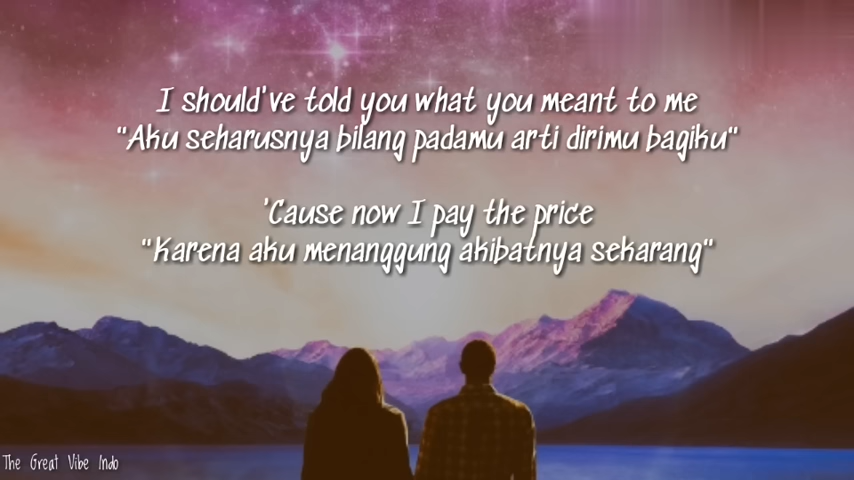 I should've told you what you meant to me
"Aku seharusnya bilang padamu arti dirimu bagiku"
'Cause now I pay the price
"Karena aku menanggung akibatnya sekarang"
The Great Vibe Indo